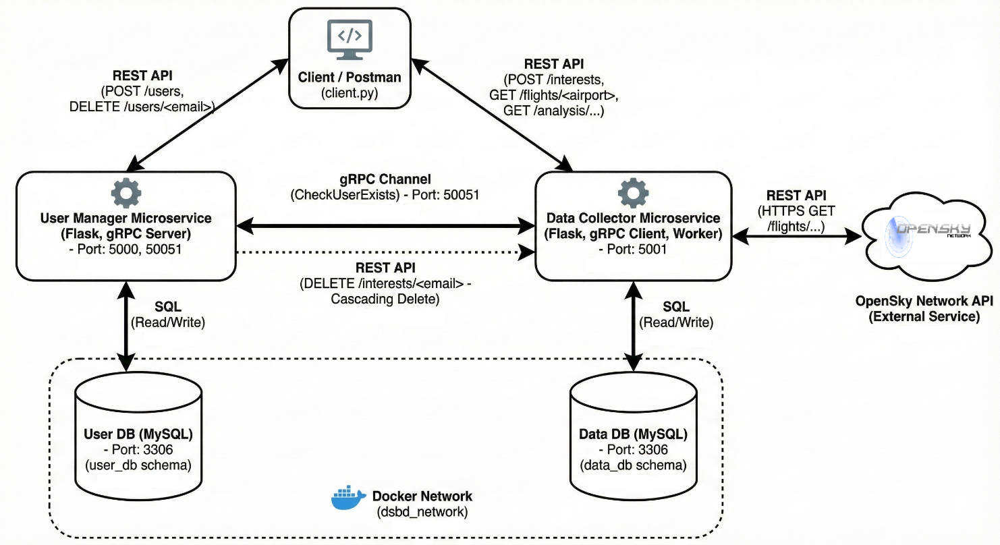 </>
Client / Postman
(client.py)
REST API
(POST /users,
DELETE /users/<email>)
REST API
(POST /interests,
GET /flights/<airport>,
GET /analysis/...)
User Manager Microservice
(Flask, gRPC Server)
- Port: 5000, 50051
gRPC Channel
(CheckUserExists) - Port: 50051
REST API
(DELETE /interests/<email> -
Cascading Delete)
Data Collector Microservice
(Flask, gRPC Client, Worker)
- Port: 5001
REST API
(HTTPS GET
/flights/...)
OPENSKY
NETWORK
OpenSky Network API
(External Service)
SQL
(Read/Write)
SQL
(Read/Write)
User DB (MySQL)
- Port: 3306
(user_db schema)
Data DB (MySQL)
- Port: 3306
(data_db schema)
Docker Network
(dsbd_network)